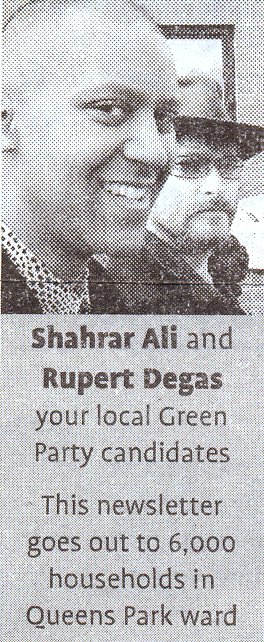 Shahrar Ali and
Rupert Degas
your local Green
Party candidates
This newsletter
goes out to 6,000
households in
Queens Park ward